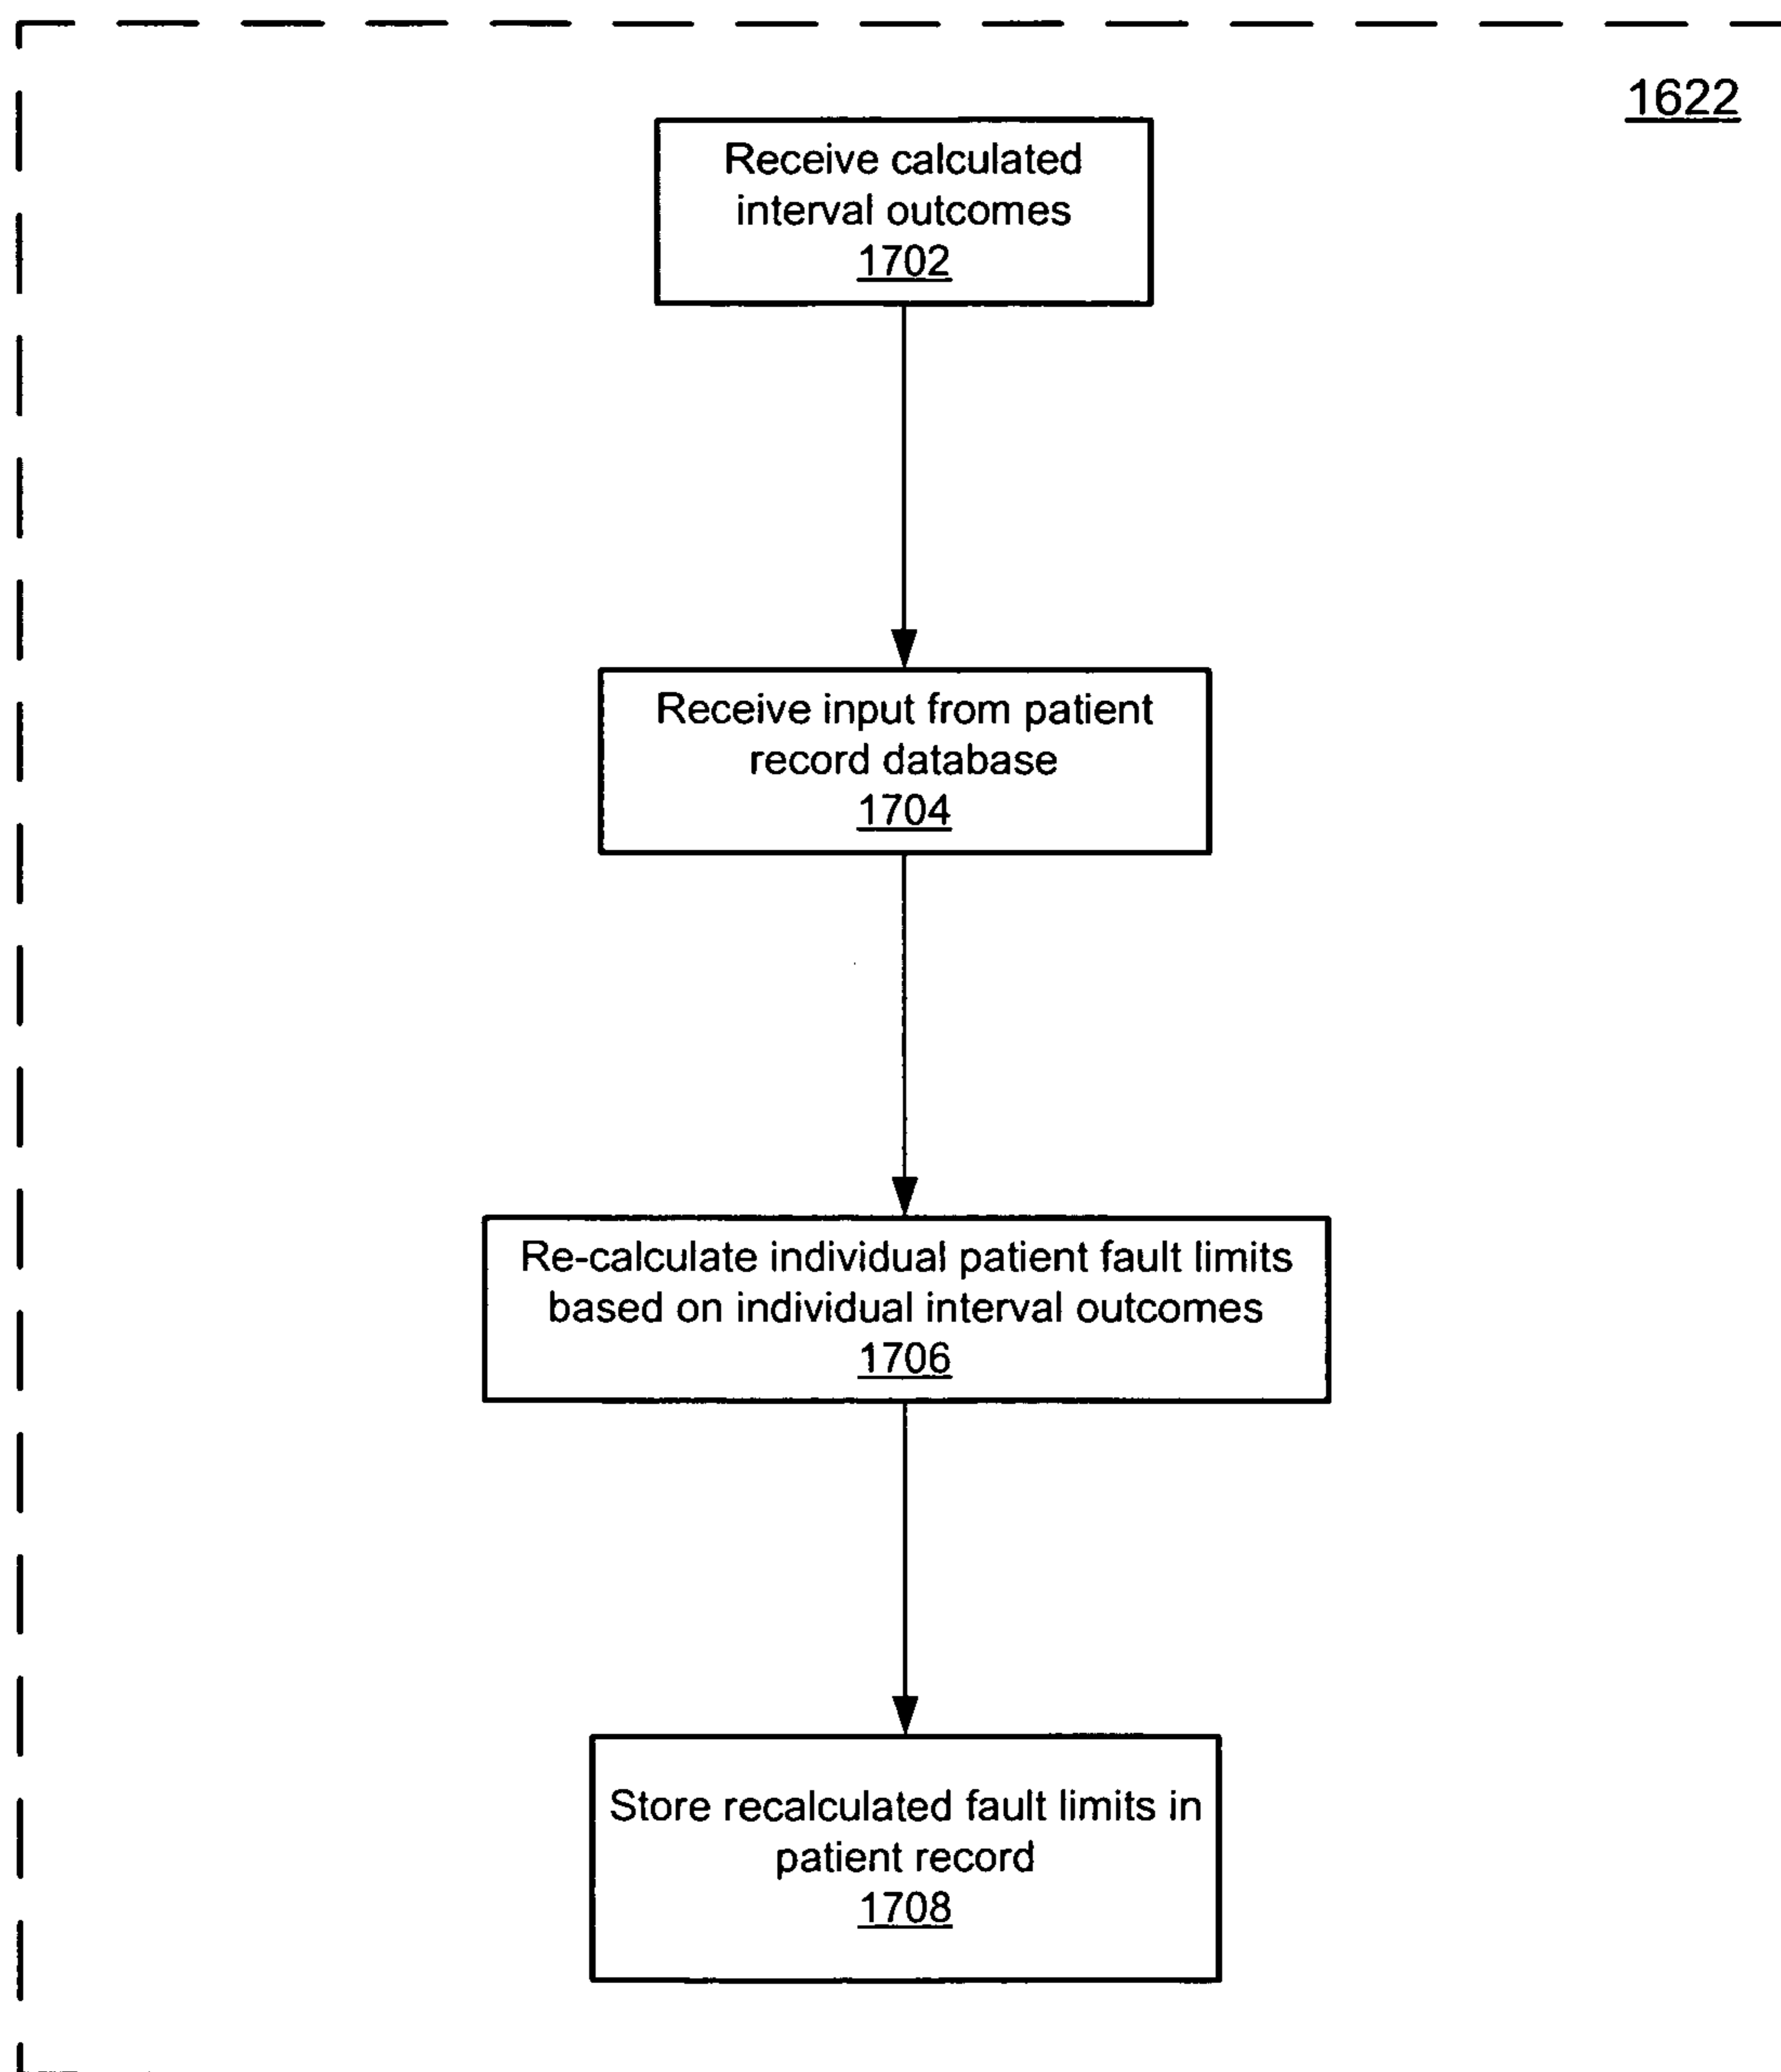 1622
Receive calculated
interval outcomes
1702
Receive input from patient
record database
1704
Re-calculate individual patient fault limits
based on individual interval outcomes
1706
Store recalculated fault limits in
patient record
1708